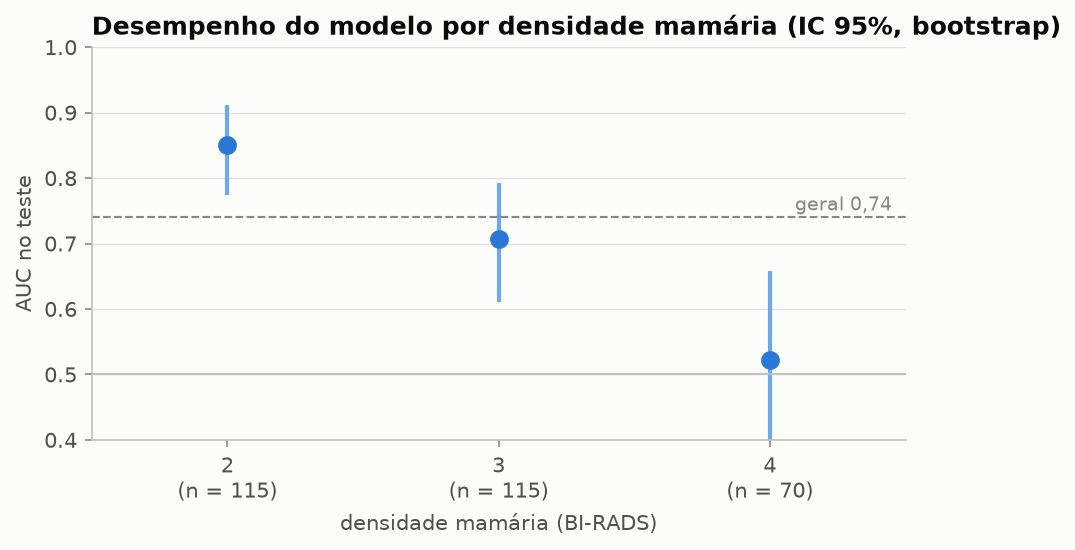 Desempenho do modelo por densidade mamária (IC 95%, bootstrap)
AUC no teste
1.0
0.9
0.8
0.7
0.6
0.5
0.4
geral 0,74
2
(n = 115)
3
(n = 115)
4
(n = 70)
densidade mamária (BI-RADS)